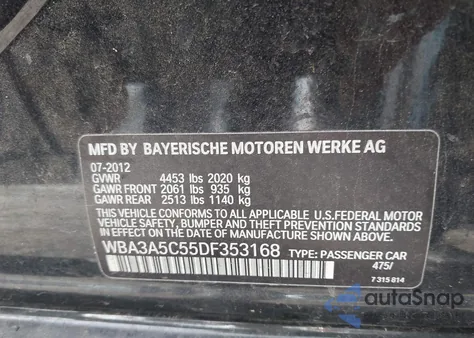 MFD BY BAYERISCHE MOTOREN WERKE AG
07-2012
GVWR 4453 lbs 2020 kg
GAWR FRONT 2061 lbs 935 kg
GAWR REAR 2513 lbs 1140 kg
THIS VEHICLE CONFORMS TO ALL APPLICABLE U.S.FEDERAL MOTOR
VEHICLE SAFETY, BUMPER, AND THEFT PREVENTION STANDARDS
IN EFFECT ON THE DATE OF MANUFACTURE SHOWN ABOVE.
WBA3A5C55DF353168 TYPE: PASSENGER CAR
475/
7 315 814
autoSnap